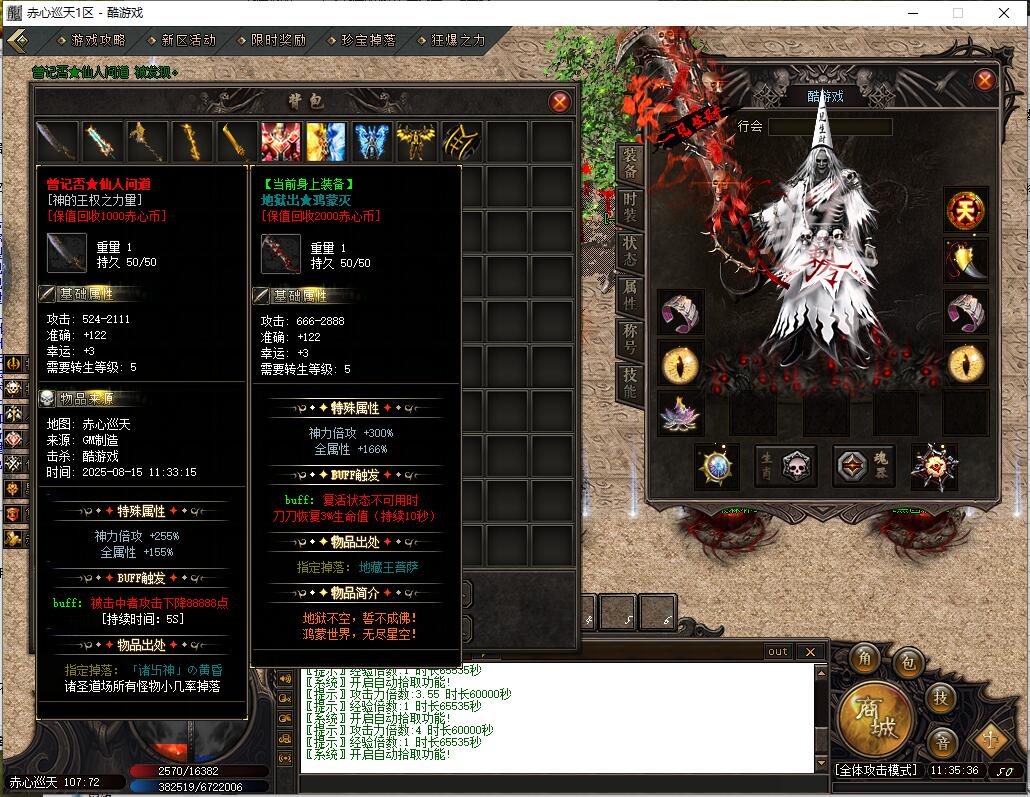 赤心巡天1区 - 酷游戏
游戏攻略
新区活动
限时奖励
珍宝掉落
狂爆之力
曾记否★仙人问道 被发现。
背包
曾记否★仙人问道
[神的王权之力量]
[保值回收1000赤心币]
重量 1
持久 50/50
基础属性
攻击: 524-2111
准确: +122
幸运: +3
需要转生等级: 5
物品来源
地图: 赤心巡天
来源: GM制造
击杀: 酷游戏
时间: 2025-08-15 11:33:15
特殊属性
神力倍攻 +255%
全属性 +155%
BUFF触发
buff: 被击中者攻击下降88888点
[持续时间: 5S]
物品出处
指定掉落: 「诸历神」の黄昏
诸圣道场所有怪物小几率掉落
【当前身上装备】
地狱出★鸿蒙灭
[保值回收2000赤心币]
重量 1
持久 50/50
基础属性
攻击: 666-2888
准确: +122
幸运: +3
需要转生等级: 5
特殊属性
神力倍攻 +300%
全属性 +166%
BUFF触发
buff: 复活状态不可用时
刀刀恢复3%生命值（持续10秒）
物品出处
指定掉落: 地藏王菩萨
物品简介
地狱不空，誓不成佛!
鸿蒙世界，无尽星空!
酷游戏
行会
装备
时装
状态
属性
称号
技能
见生财
天
生肖
魂器
5
6
out
X
〖提示〗经验倍数:1 时长65535秒
〖系统〗开启自动拾取功能!
〖提示〗攻击力倍数:3.55 时长60000秒
〖提示〗经验倍数:1 时长65535秒
〖系统〗开启自动拾取功能!
〖提示〗攻击力倍数:4 时长60000秒
〖提示〗经验倍数:1 时长65535秒
〖系统〗开启自动拾取功能!
角
包
技
音
商城
[全体攻击模式]
11:35:36
50
赤心巡天 107:72
2570/16382
382519/6722006